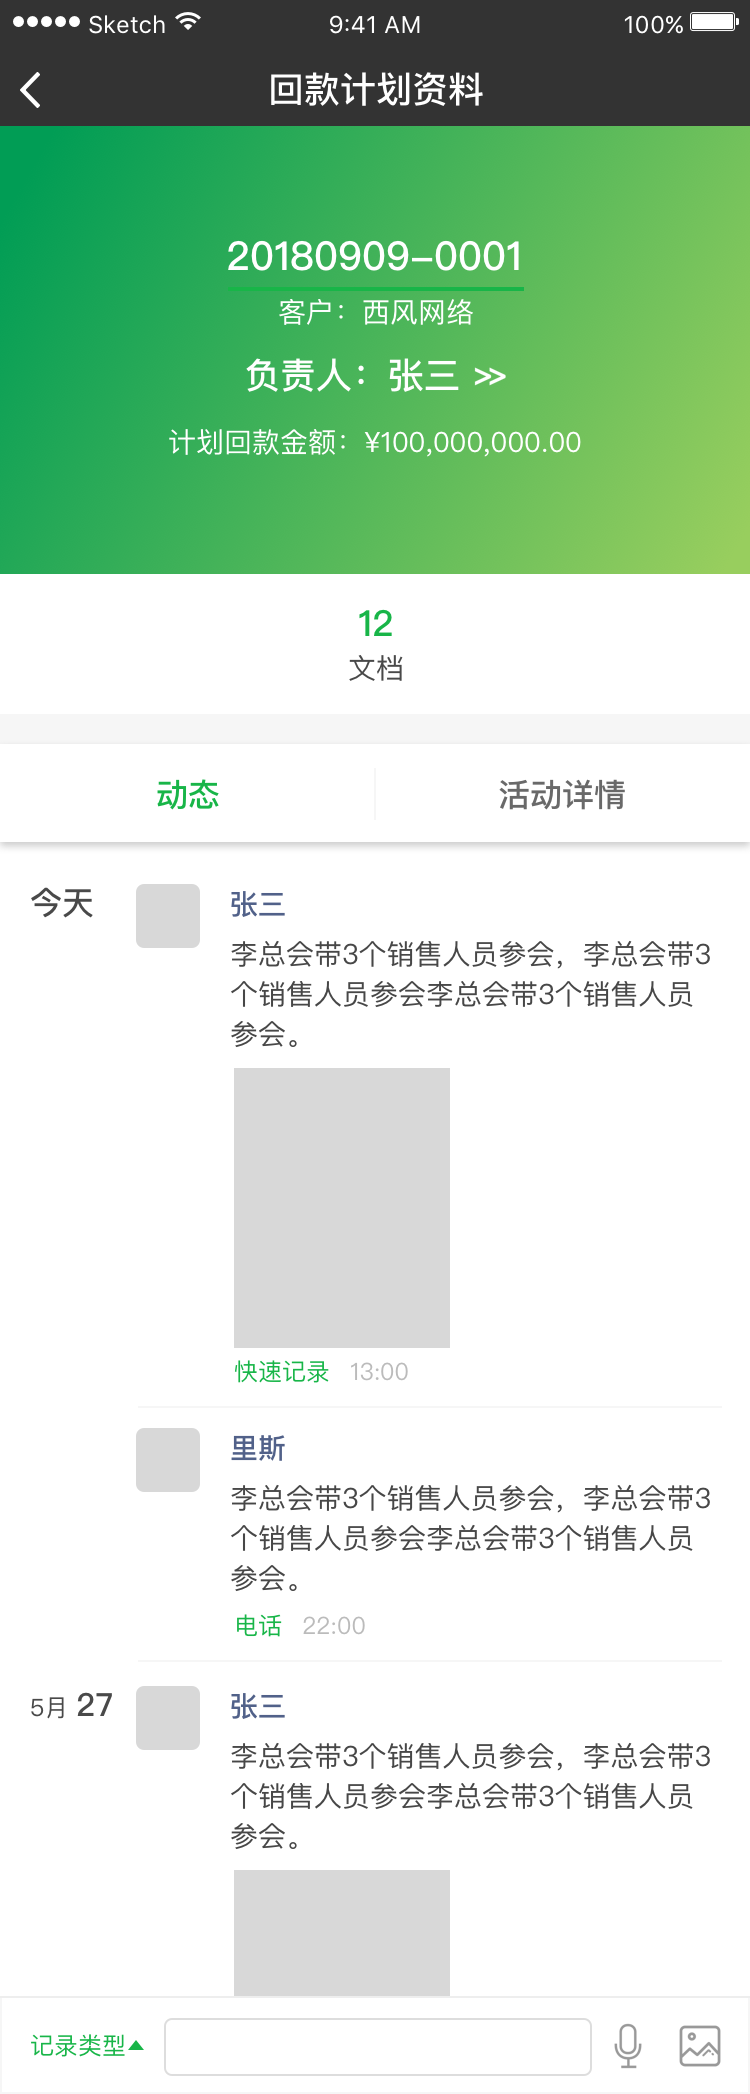 Sketch 9:41 AM 100%
回款计划资料
20180909-0001
客户：西风网络
负责人：张三 >>
计划回款金额：¥100,000,000.00
12
文档
动态 活动详情
今天 张三
李总会带3个销售人员参会，李总会带3
个销售人员参会李总会带3个销售人员
参会。
快速记录 13:00
里斯
李总会带3个销售人员参会，李总会带3
个销售人员参会李总会带3个销售人员
参会。
电话 22:00
5月 27 张三
李总会带3个销售人员参会，李总会带3
个销售人员参会李总会带3个销售人员
参会。
记录类型